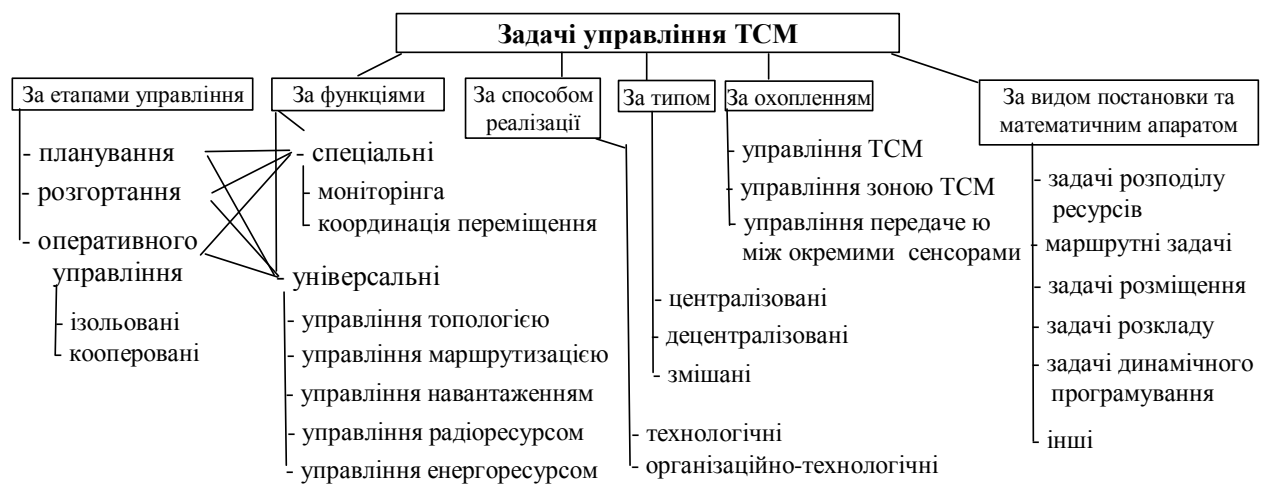 Задачі управління ТСМ
За етапами управління
- планування
- розгортання
- оперативного
управління
- ізольовані
- кооперовані
За функціями
- спеціальні
- моніторінга
- координація переміщення
- універсальні
- управління топологією
- управління маршрутизацією
- управління навантаженням
- управління радіоресурсом
- управління енергоресурсом
За способом
реалізації
- технологічні
- організаційно-технологічні
За типом
- централізовані
- децентралізовані
- змішані
За охопленням
- управління ТСМ
- управління зоною ТСМ
- управління передаче ю
між окремими сенсорами
За видом постановки та
математичним апаратом
- задачі розподілу
ресурсів
- маршрутні задачі
- задачі розміщення
- задачі розкладу
- задачі динамічного
програмування
- інші